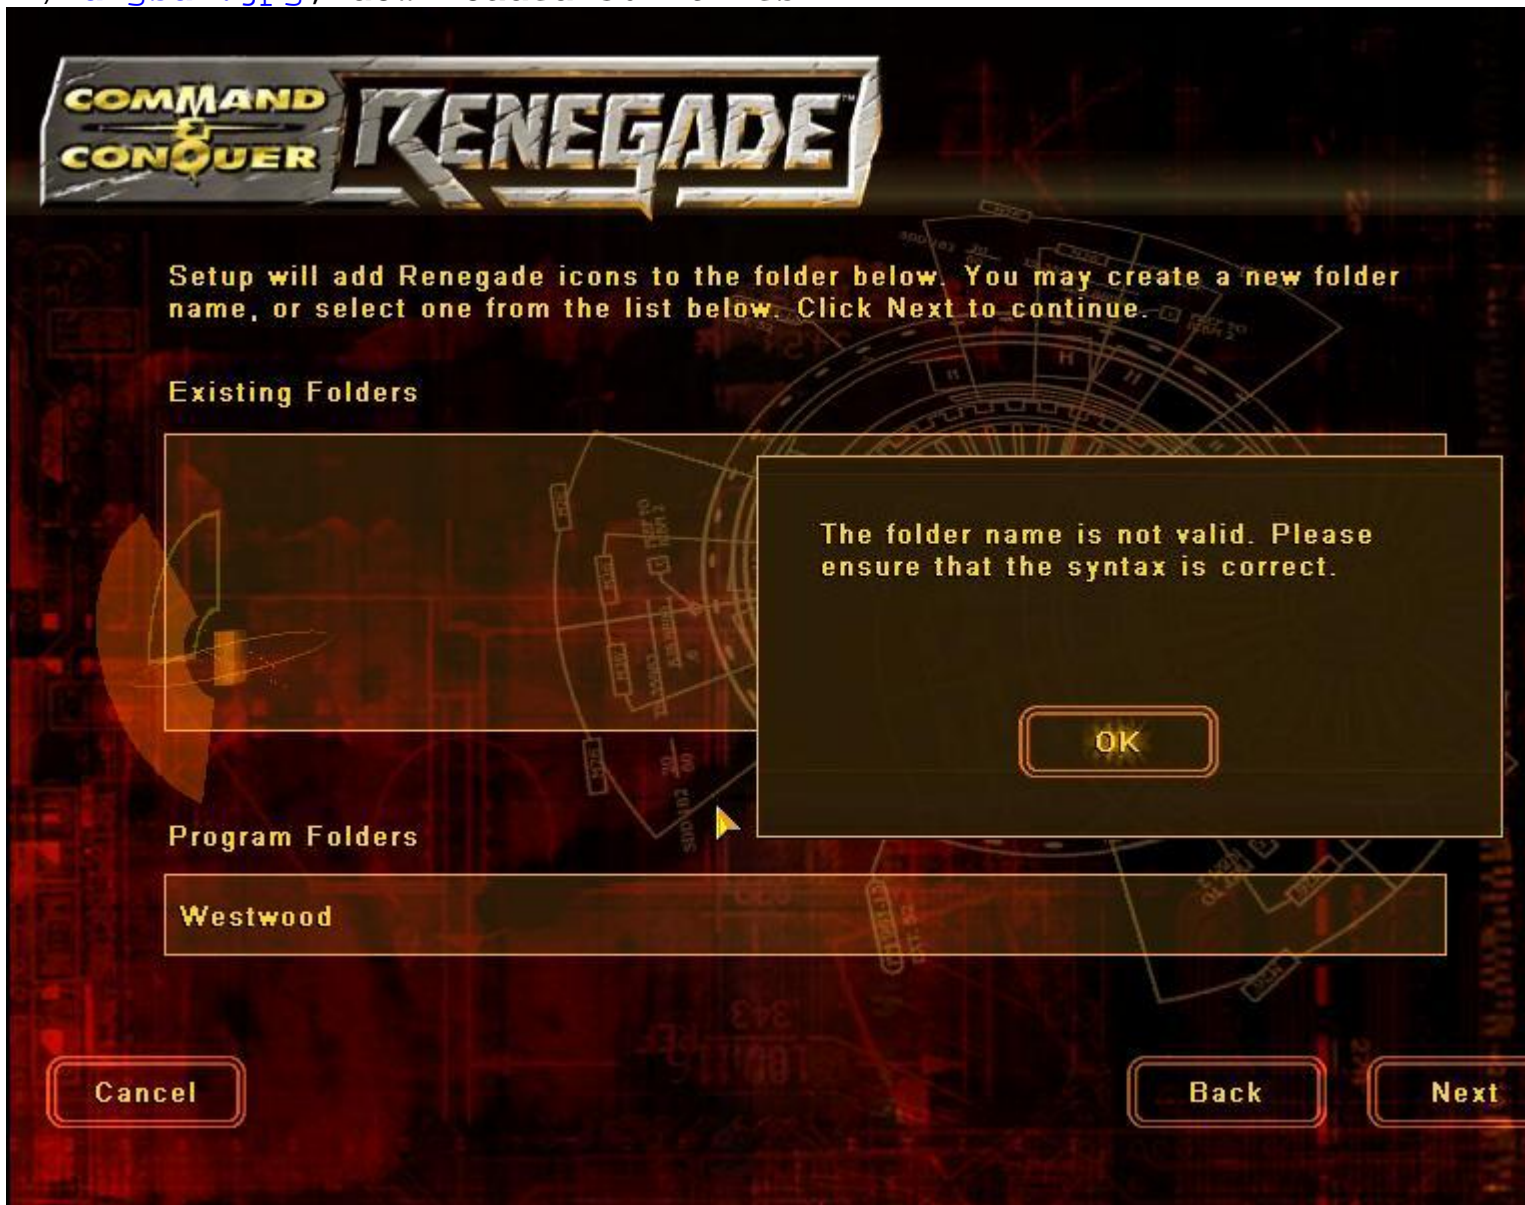 COMMAND
&
CONQUER
RENEGADE™
Setup will add Renegade icons to the folder below. You may create a new folder
name, or select one from the list below. Click Next to continue.
Existing Folders
The folder name is not valid. Please
ensure that the syntax is correct.
OK
Program Folders
Westwood
Cancel
Back
Next